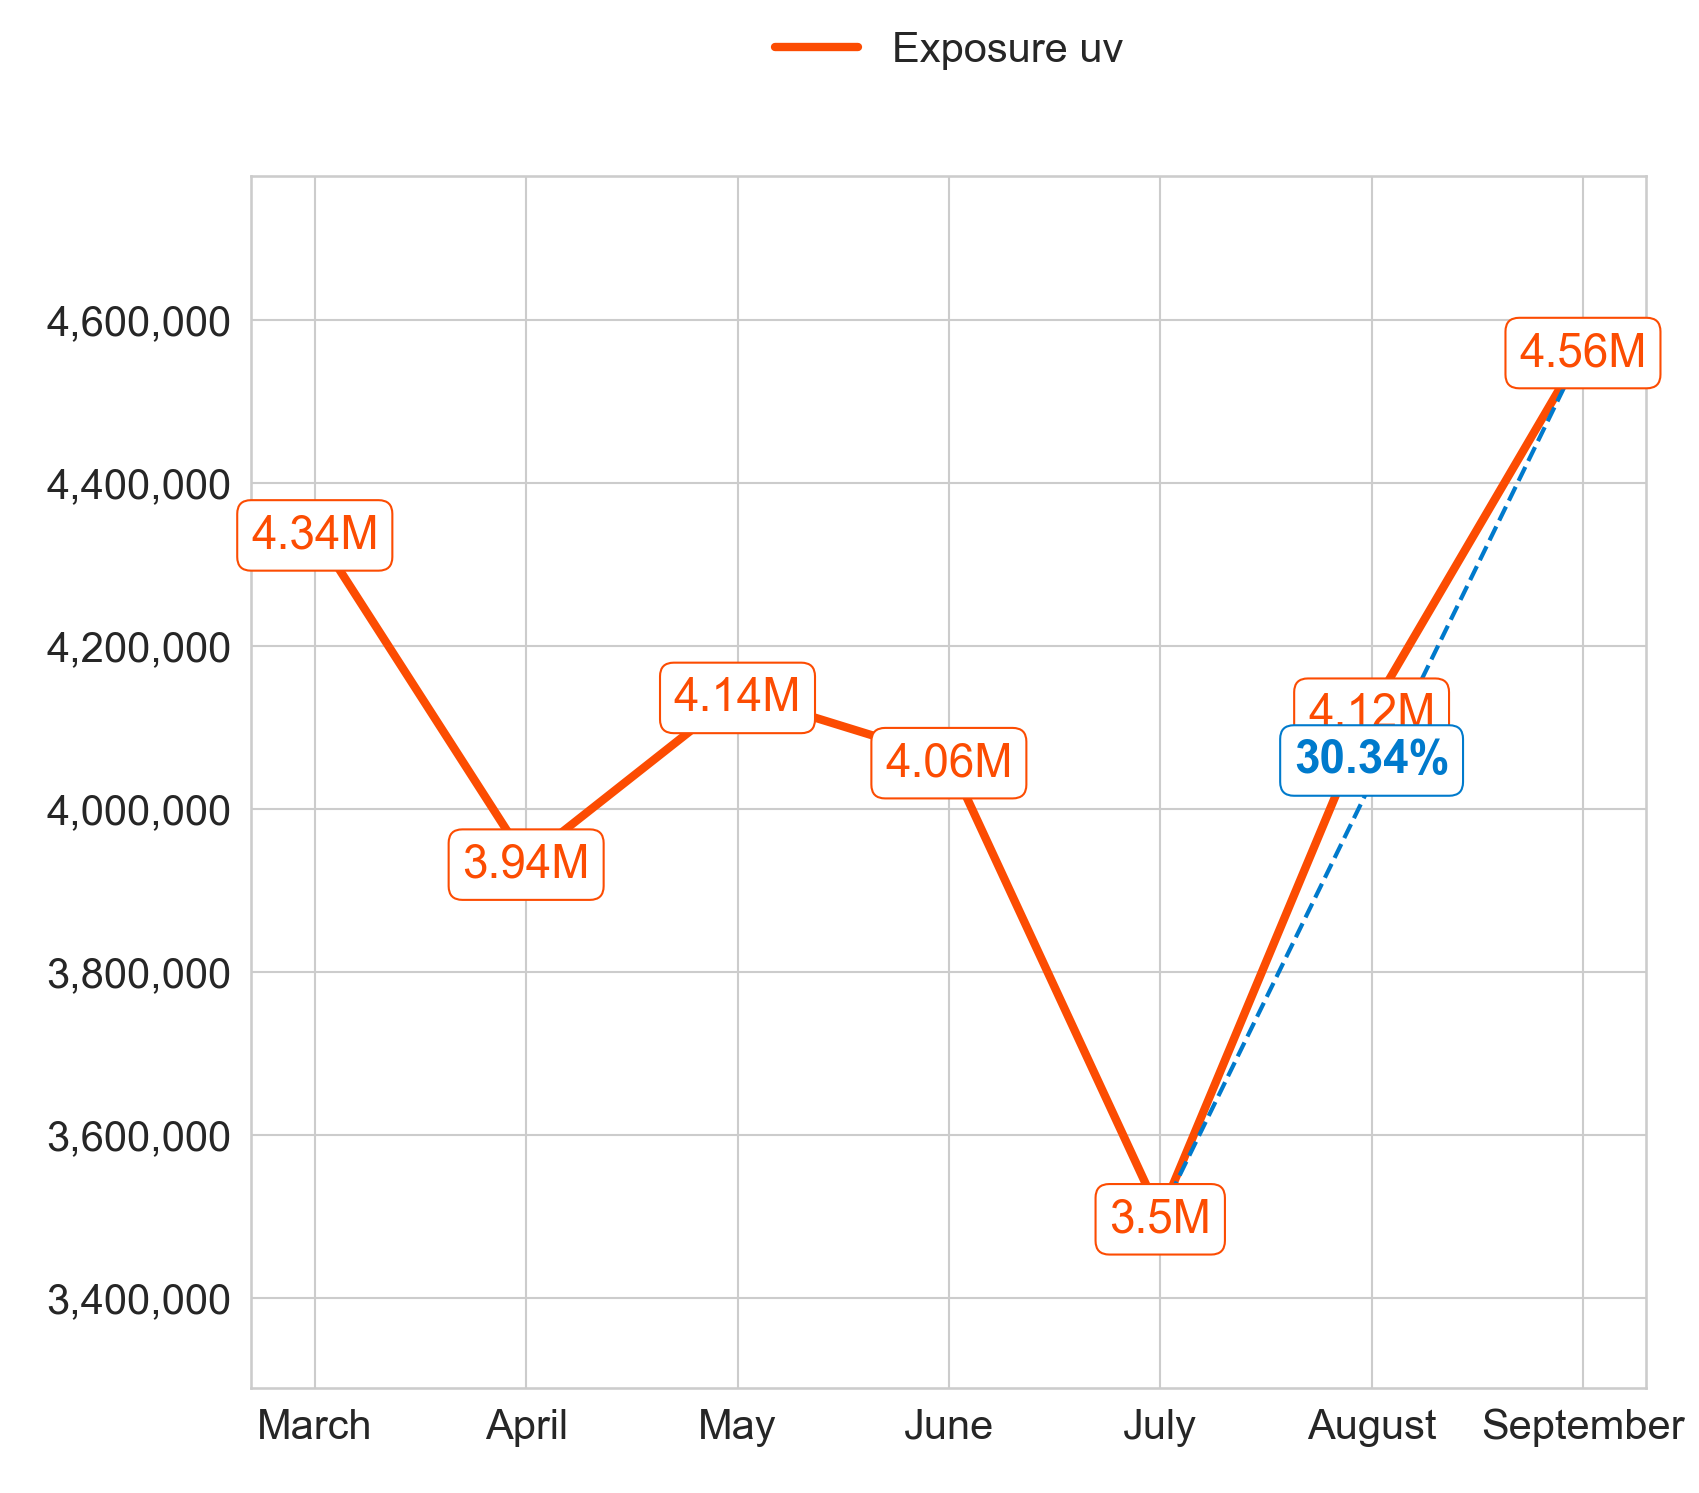 Exposure uv
4,600,000
4,400,000
4,200,000
4,000,000
3,800,000
3,600,000
3,400,000
4.34M
3.94M
4.14M
4.06M
3.5M
4.12M
30.34%
4.56M
March April May June July August September